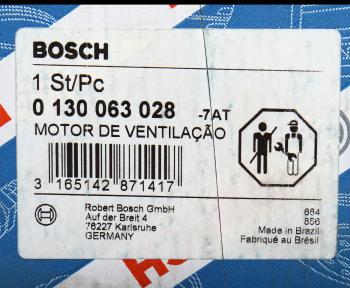 BOSCH
1 St/Pc
0 130 063 028 -7AT
MOTOR DE VENTILAÇÃO
3 165142 871417
Robert Bosch GmbH
Auf der Breit 4
76227 Karlsruhe
GERMANY
884
856
Made in Brazil
Fabriqué au Brésil